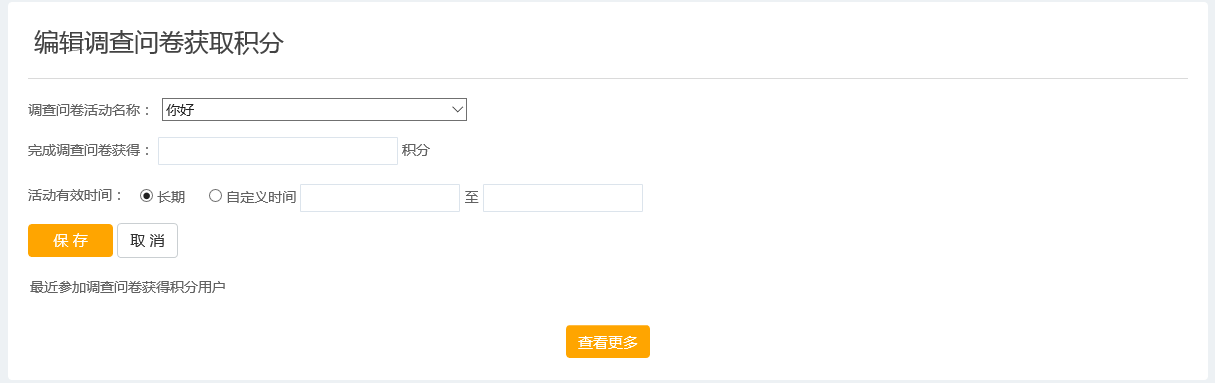 编辑调查问卷获取积分
调查问卷活动名称： 你好
完成调查问卷获得： 积分
活动有效时间： 长期 自定义时间 至
保 存 取 消
最近参加调查问卷获得积分用户
查看更多